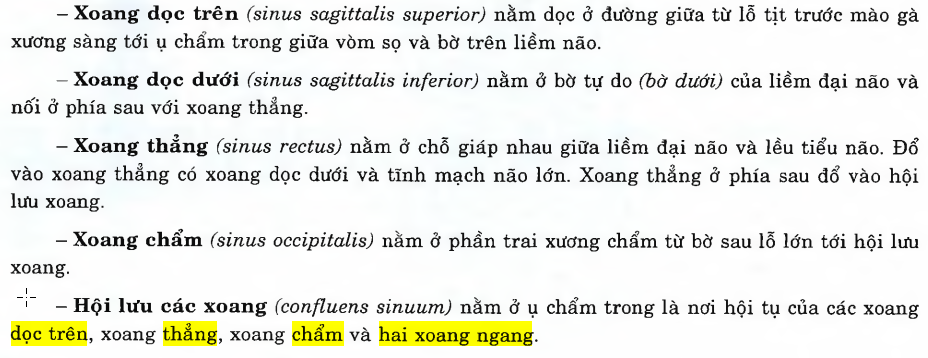 – Xoang dọc trên (sinus sagittalis superior) nằm dọc ở đường giữa từ lỗ tịt trước mào gà
xương sàng tới ụ chẩm trong giữa vòm sọ và bờ trên liềm não.
– Xoang dọc dưới (sinus sagittalis inferior) nằm ở bờ tự do (bờ dưới) của liềm đại não và
nối ở phía sau với xoang thẳng.
– Xoang thẳng (sinus rectus) nằm ở chỗ giáp nhau giữa liềm đại não và lều tiểu não. Đổ
vào xoang thẳng có xoang dọc dưới và tĩnh mạch não lớn. Xoang thẳng ở phía sau đổ vào hội
lưu xoang.
– Xoang chẩm (sinus occipitalis) nằm ở phần trai xương chẩm từ bờ sau lỗ lớn tới hội lưu
xoang.
– Hội lưu các xoang (confluens sinuum) nằm ở ụ chẩm trong là nơi hội tụ của các xoang
dọc trên, xoang thẳng, xoang chẩm và hai xoang ngang.